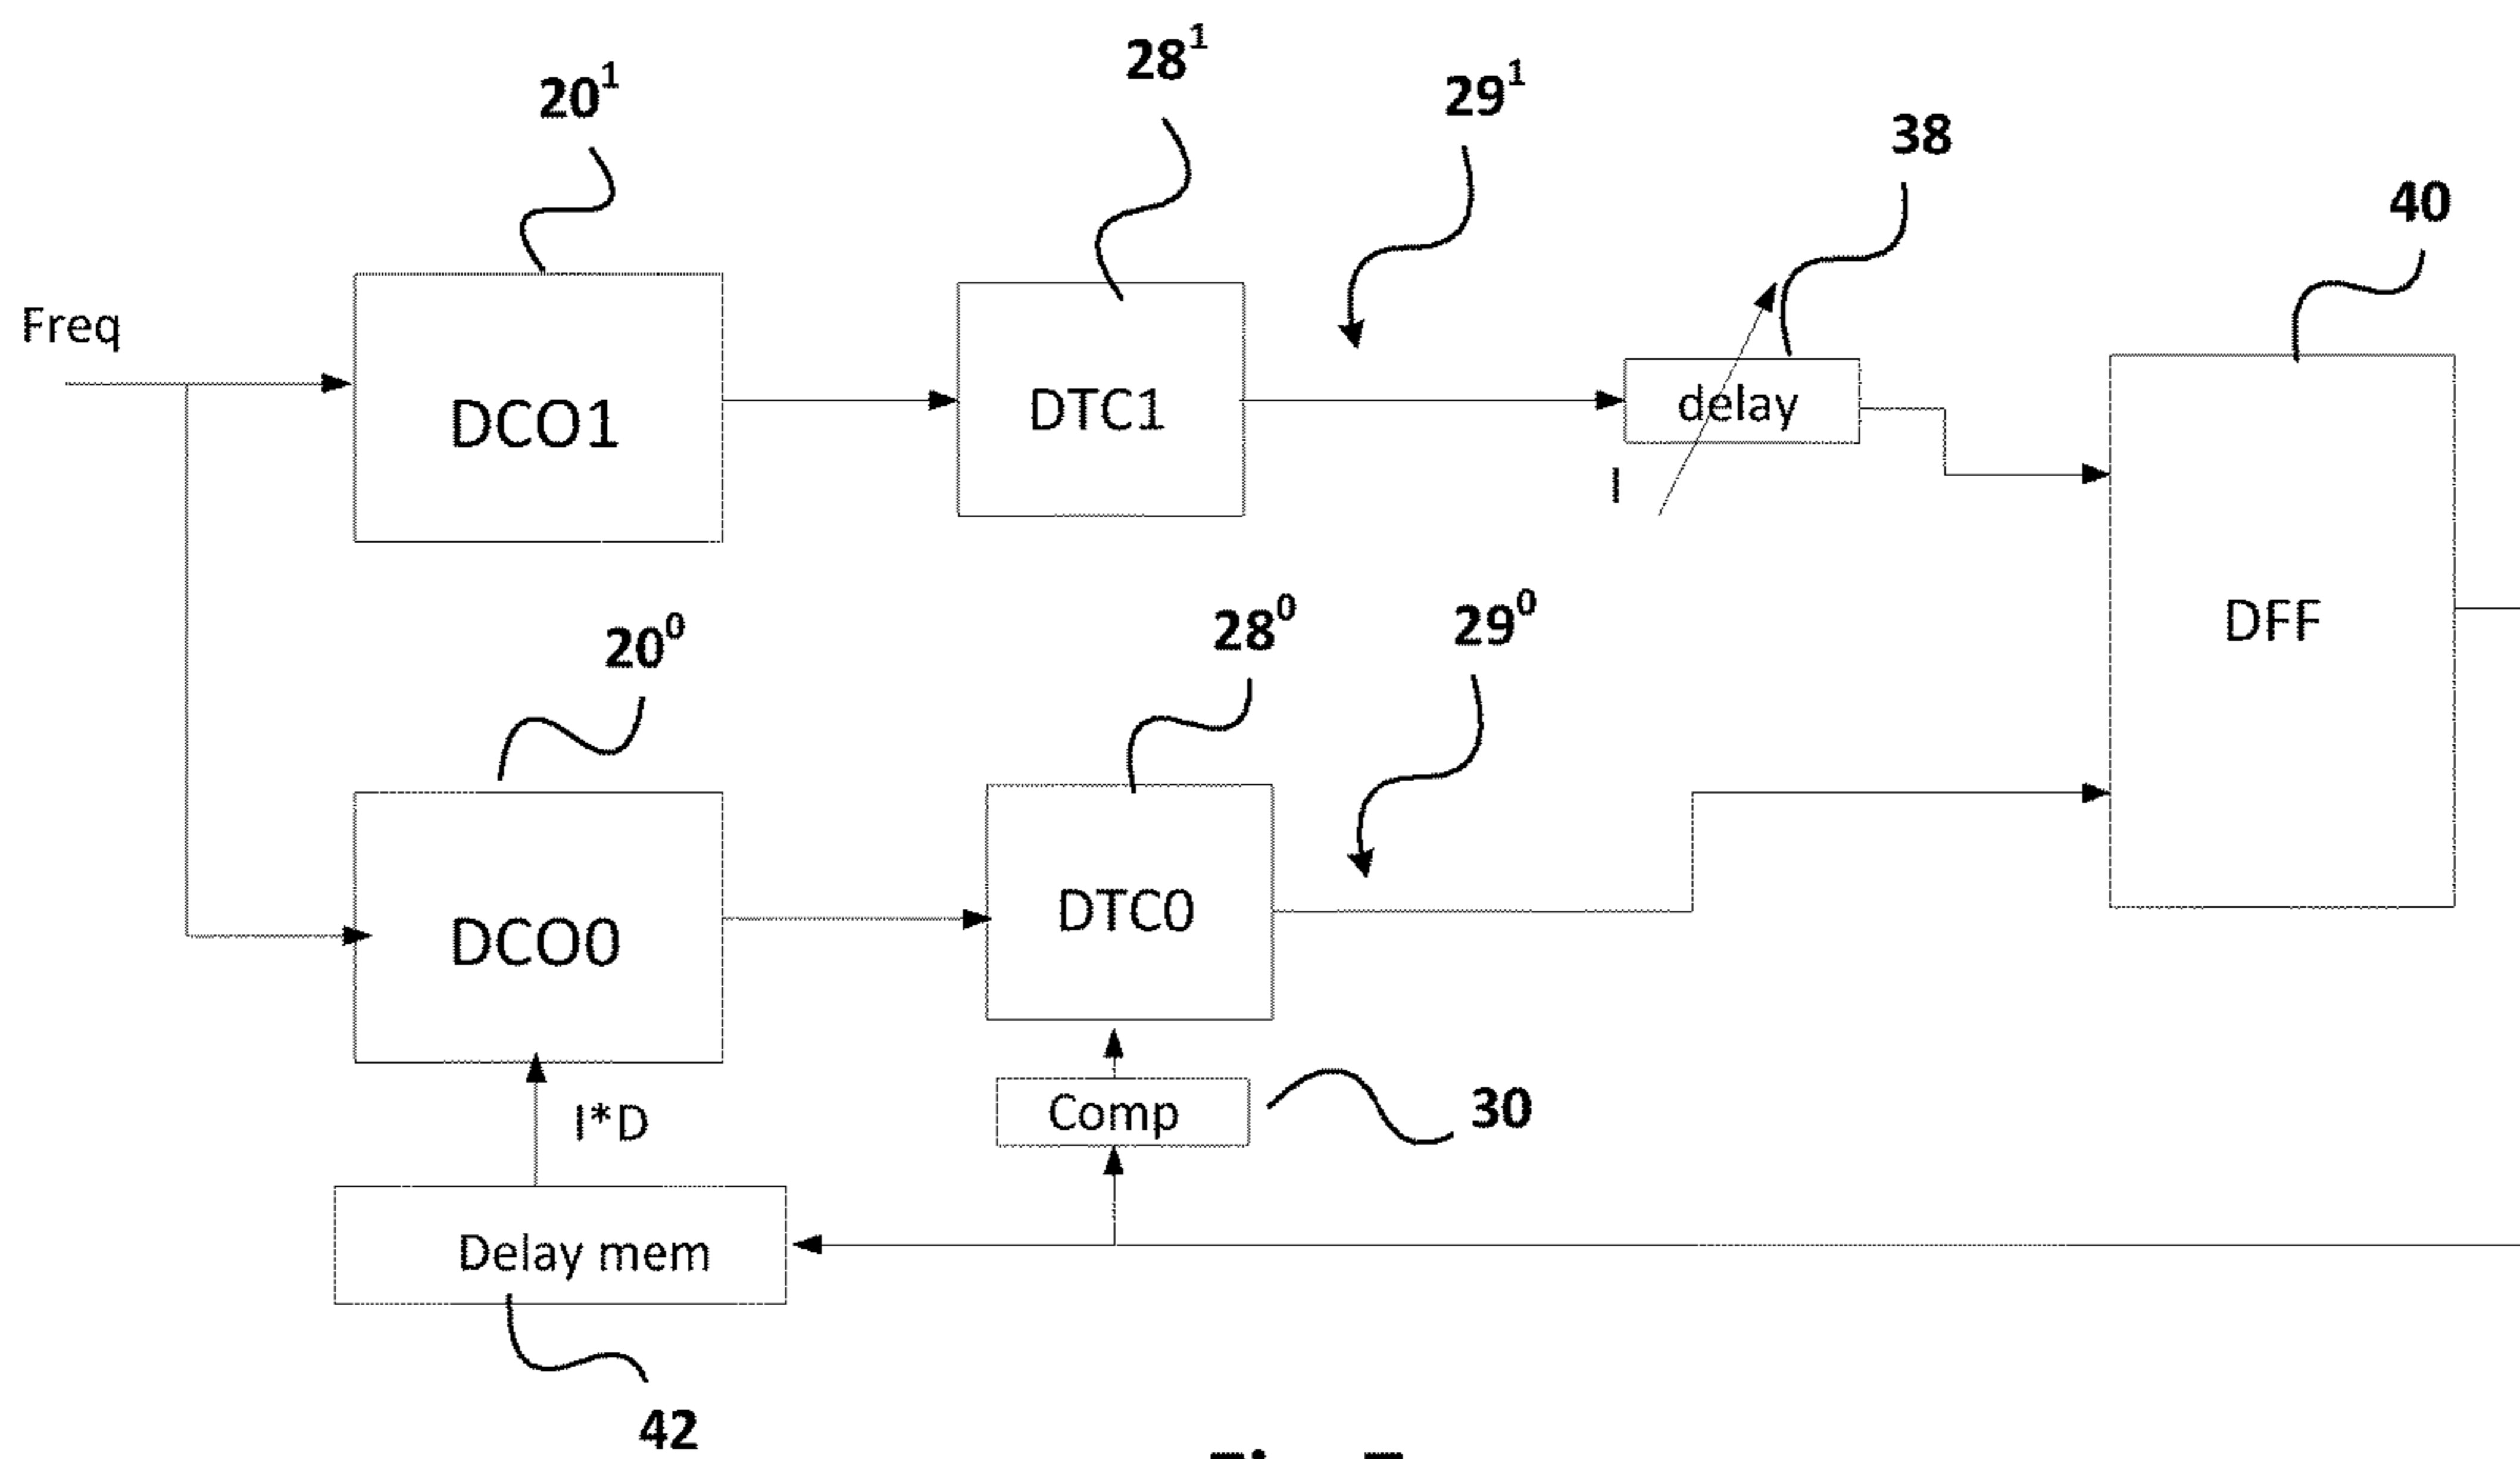 20¹
28¹
29¹
38
40
Freq
DCO1
DTC1
delay
I
DFF
20⁰
28⁰
29⁰
DCO0
DTC0
I*D
Comp
30
Delay mem
42